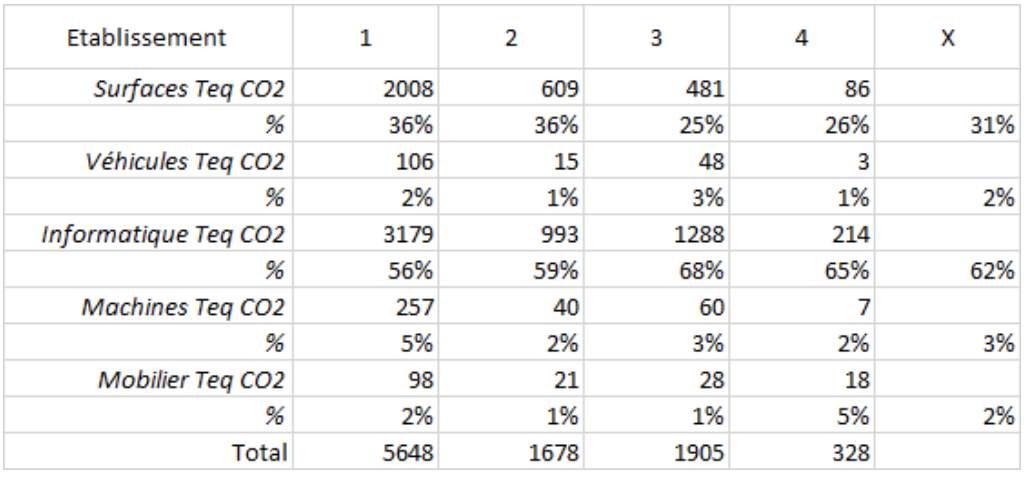 Etablissement 1 2 3 4 X
Surfaces Teq CO2 2008 609 481 86
% 36% 36% 25% 26% 31%
Véhicules Teq CO2 106 15 48 3
% 2% 1% 3% 1% 2%
Informatique Teq CO2 3179 993 1288 214
% 56% 59% 68% 65% 62%
Machines Teq CO2 257 40 60 7
% 5% 2% 3% 2% 3%
Mobilier Teq CO2 98 21 28 18
% 2% 1% 1% 5% 2%
Total 5648 1678 1905 328